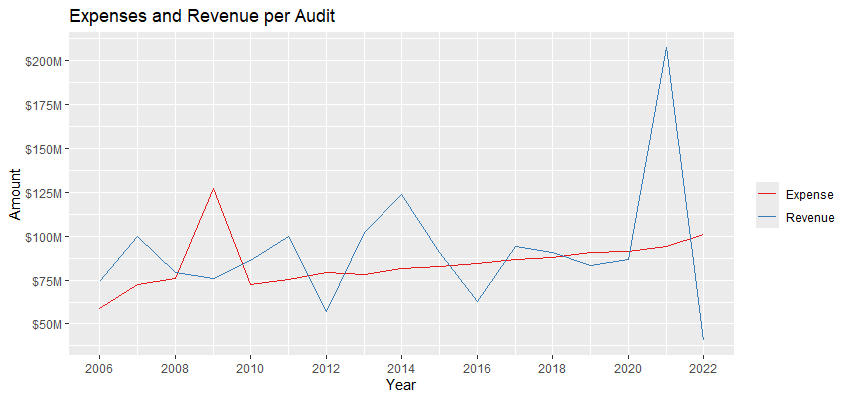 Expenses and Revenue per Audit
$200M
$175M
$150M
$125M
$100M
$75M
$50M
Amount
2006 2008 2010 2012 2014 2016 2018 2020 2022
Year
Expense
Revenue